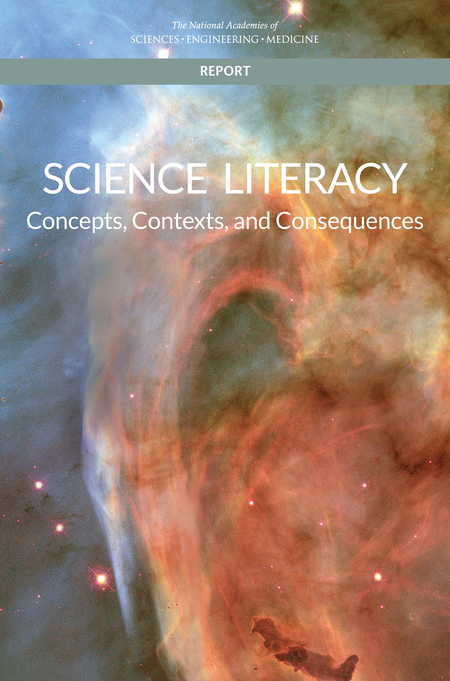 The National Academies of
SCIENCES • ENGINEERING • MEDICINE
REPORT
SCIENCE LITERACY
Concepts, Contexts, and Consequences